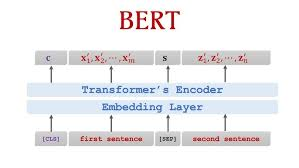 BERT
C x′₁, x′₂, ⋯, x′ₘ S z′₁, z′₂, ⋯, z′ₙ
Transformer's Encoder
Embedding Layer
[CLS] first sentence [SEP] second sentence